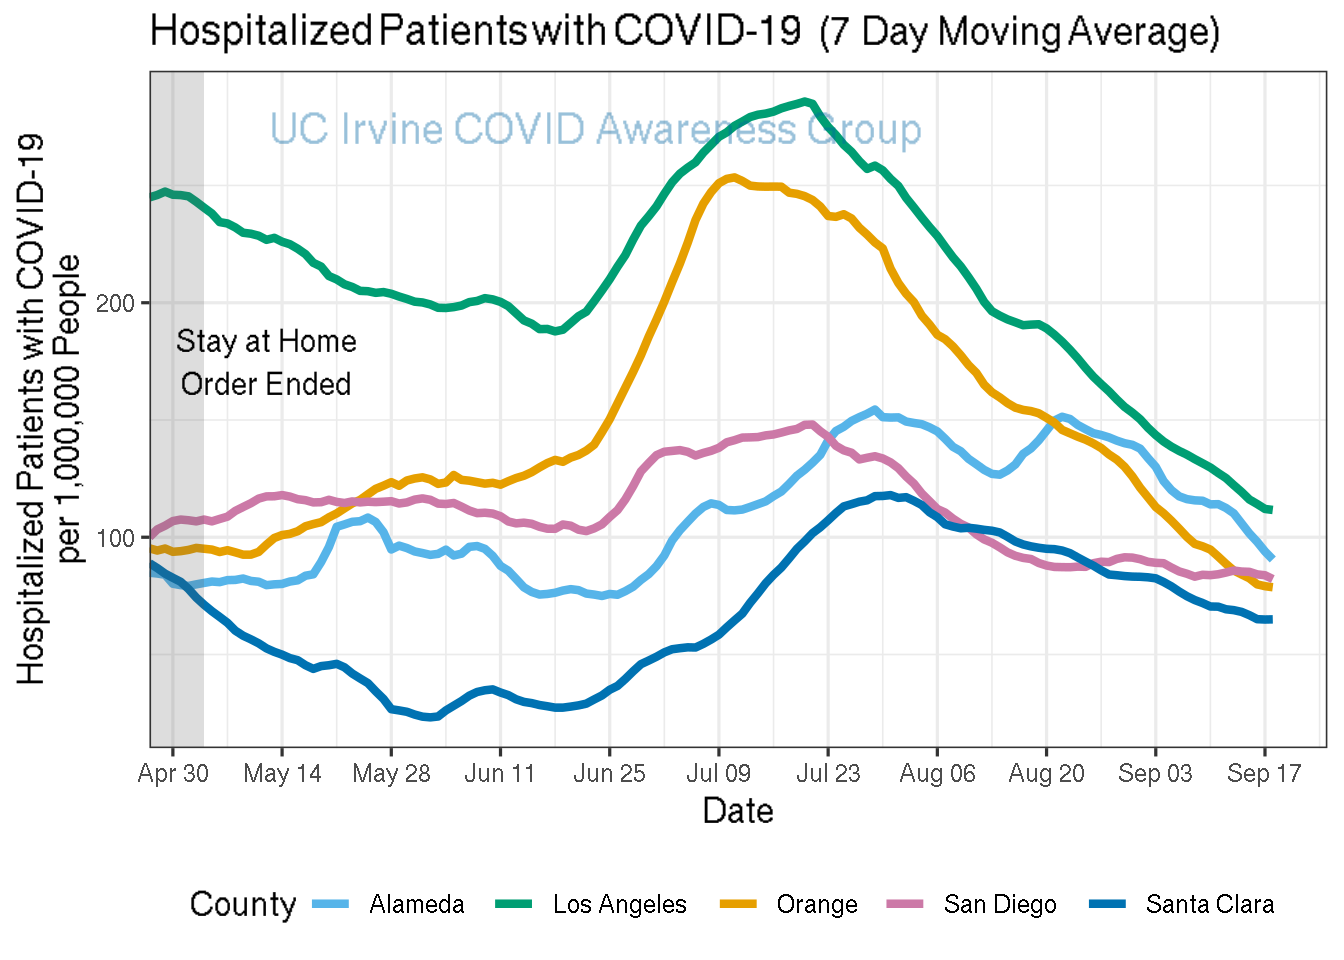 Hospitalized Patients with COVID-19 (7 Day Moving Average)
UC Irvine COVID Awareness Group
Hospitalized Patients with COVID-19
per 1,000,000 People
200
100
Stay at Home
Order Ended
Apr 30 May 14 May 28 Jun 11 Jun 25 Jul 09 Jul 23 Aug 06 Aug 20 Sep 03 Sep 17
Date
County Alameda Los Angeles Orange San Diego Santa Clara